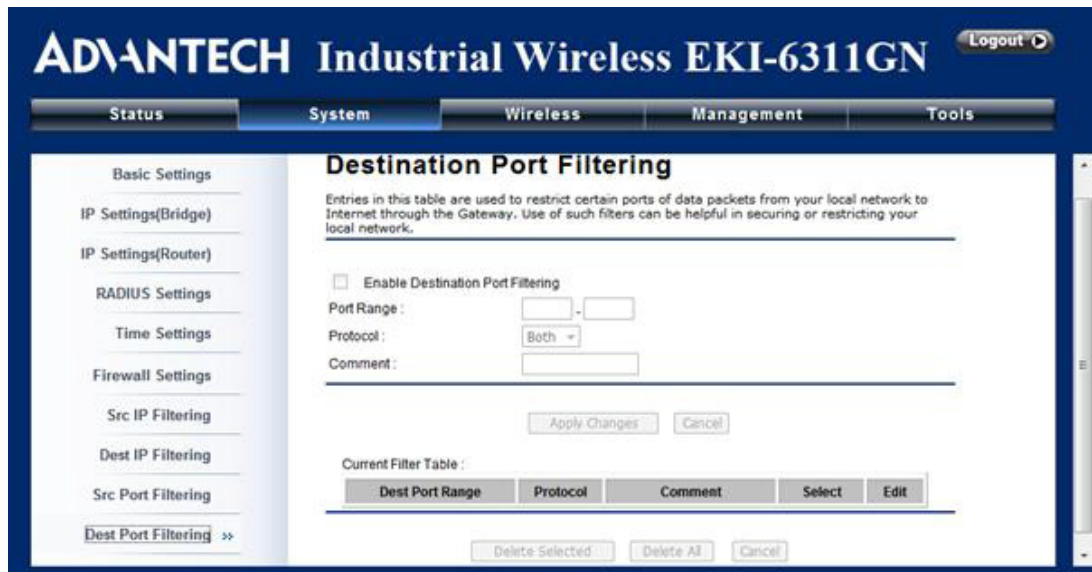 ADVANTECH Industrial Wireless EKI-6311GN
Logout
Status System Wireless Management Tools
Basic Settings
IP Settings(Bridge)
IP Settings(Router)
RADIUS Settings
Time Settings
Firewall Settings
Src IP Filtering
Dest IP Filtering
Src Port Filtering
Dest Port Filtering »
Destination Port Filtering
Entries in this table are used to restrict certain ports of data packets from your local network to
Internet through the Gateway. Use of such filters can be helpful in securing or restricting your
local network.
Enable Destination Port Filtering
Port Range : -
Protocol : Both
Comment :
Apply Changes Cancel
Current Filter Table :
Dest Port Range Protocol Comment Select Edit
Delete Selected Delete All Cancel